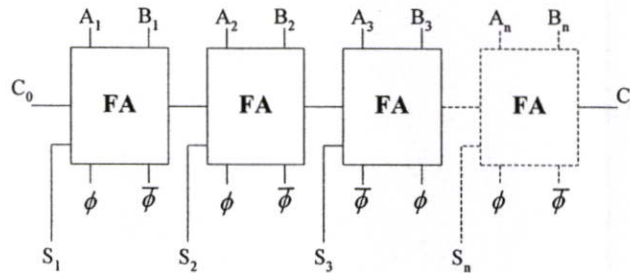 A₁ B₁ A₂ B₂ A₃ B₃ Aₙ Bₙ
C₀ FA FA FA FA C
ϕ ϕ̅ ϕ ϕ̅ ϕ̅ ϕ ϕ ϕ̅
S₁ S₂ S₃ Sₙ